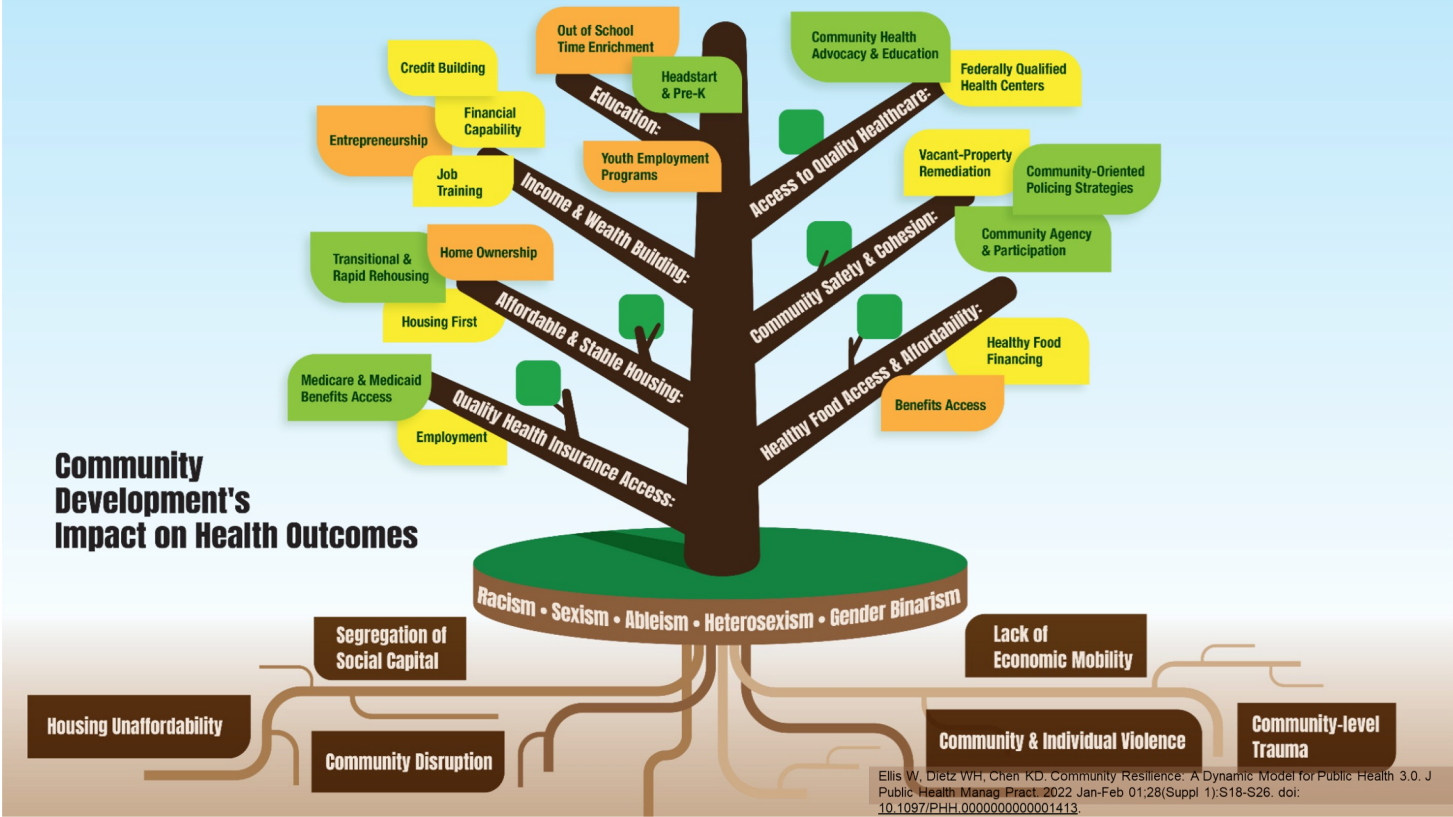 Out of School
Time Enrichment
Headstart
& Pre-K
Education:
Youth Employment
Programs
Credit Building
Financial
Capability
Entrepreneurship
Job
Training
Income & Wealth Building:
Transitional &
Rapid Rehousing
Home Ownership
Housing First
Affordable & Stable Housing:
Medicare & Medicaid
Benefits Access
Employment
Quality Health Insurance Access:
Community Health
Advocacy & Education
Federally Qualified
Health Centers
Access to Quality Healthcare:
Vacant-Property
Remediation
Community-Oriented
Policing Strategies
Community Agency
& Participation
Community Safety & Cohesion:
Healthy Food
Financing
Benefits Access
Healthy Food Access & Affordability:
Community
Development's
Impact on Health Outcomes
Racism • Sexism • Ableism • Heterosexism • Gender Binarism
Segregation of
Social Capital
Housing Unaffordability
Community Disruption
Lack of
Economic Mobility
Community & Individual Violence
Community-level
Trauma
Ellis W, Dietz WH, Chen KD. Community Resilience: A Dynamic Model for Public Health 3.0. J
Public Health Manag Pract. 2022 Jan-Feb 01;28(Suppl 1):S18-S26. doi:
10.1097/PHH.0000000000001413.